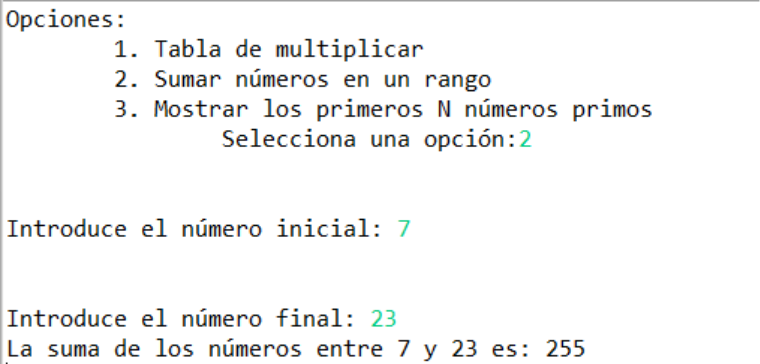 Opciones:
1. Tabla de multiplicar
2. Sumar números en un rango
3. Mostrar los primeros N números primos
Selecciona una opción:2
Introduce el número inicial: 7
Introduce el número final: 23
La suma de los números entre 7 y 23 es: 255